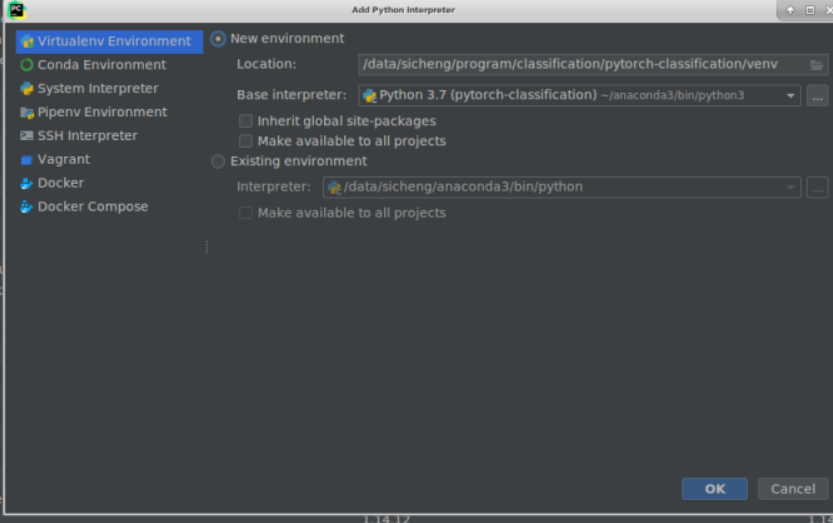 PC
Add Python Interpreter
Virtualenv Environment
Conda Environment
System Interpreter
Pipenv Environment
SSH Interpreter
Vagrant
Docker
Docker Compose
New environment
Location: /data/sicheng/program/classification/pytorch-classification/venv
Base interpreter: Python 3.7 (pytorch-classification) ~/anaconda3/bin/python3 ...
Inherit global site-packages
Make available to all projects
Existing environment
Interpreter: /data/sicheng/anaconda3/bin/python ...
Make available to all projects
OK Cancel
1.14.12